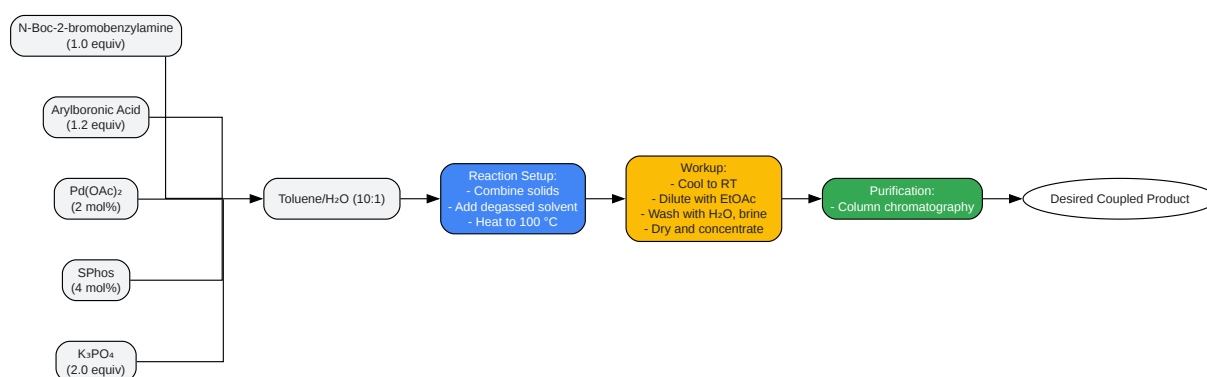 N-Boc-2-bromobenzylamine
(1.0 equiv)
Arylboronic Acid
(1.2 equiv)
Pd(OAc)₂
(2 mol%)
SPhos
(4 mol%)
K₃PO₄
(2.0 equiv)
Toluene/H₂O (10:1)
Reaction Setup:
- Combine solids
- Add degassed solvent
- Heat to 100 °C
Workup:
- Cool to RT
- Dilute with EtOAc
- Wash with H₂O, brine
- Dry and concentrate
Purification:
- Column chromatography
Desired Coupled Product